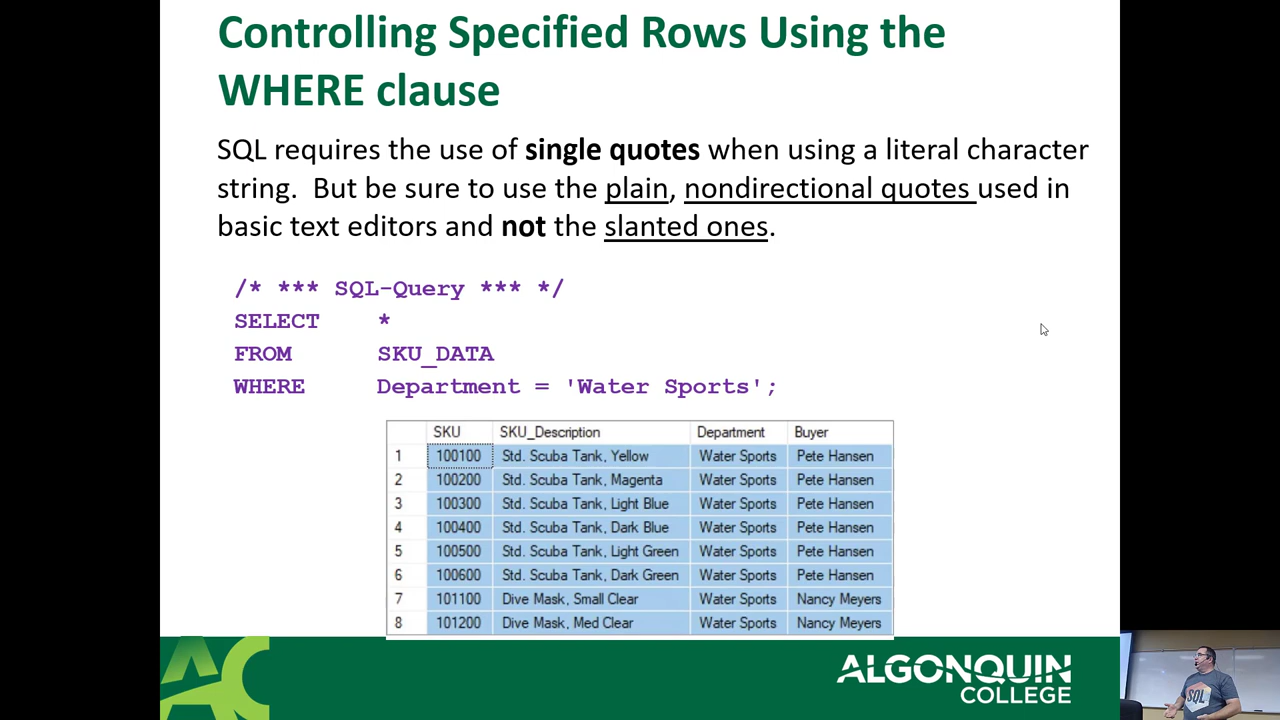 Controlling Specified Rows Using the
WHERE clause
SQL requires the use of single quotes when using a literal character
string.  But be sure to use the plain, nondirectional quotes used in
basic text editors and not the slanted ones.
/* *** SQL-Query *** */
SELECT    *
FROM      SKU_DATA
WHERE     Department = 'Water Sports';
SKU SKU_Description Department Buyer
1 100100 Std. Scuba Tank, Yellow Water Sports Pete Hansen
2 100200 Std. Scuba Tank, Magenta Water Sports Pete Hansen
3 100300 Std. Scuba Tank, Light Blue Water Sports Pete Hansen
4 100400 Std. Scuba Tank, Dark Blue Water Sports Pete Hansen
5 100500 Std. Scuba Tank, Light Green Water Sports Pete Hansen
6 100600 Std. Scuba Tank, Dark Green Water Sports Pete Hansen
7 101100 Dive Mask, Small Clear Water Sports Nancy Meyers
8 101200 Dive Mask, Med Clear Water Sports Nancy Meyers
AC
ALGONQUIN
COLLEGE
SQL